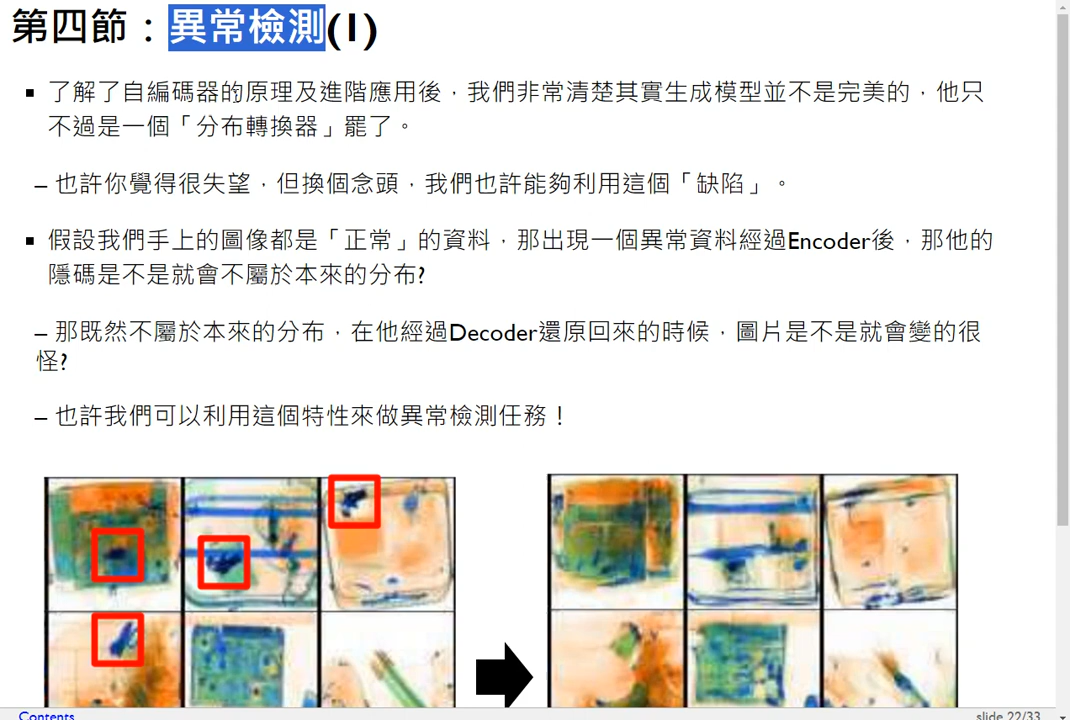 第四節：異常檢測(1)
▪ 了解了自編碼器的原理及進階應用後，我們非常清楚其實生成模型並不是完美的，他只
不過是一個「分布轉換器」罷了。
– 也許你覺得很失望，但換個念頭，我們也許能夠利用這個「缺陷」。
▪ 假設我們手上的圖像都是「正常」的資料，那出現一個異常資料經過Encoder後，那他的
隱碼是不是就會不屬於本來的分布?
– 那既然不屬於本來的分布，在他經過Decoder還原回來的時候，圖片是不是就會變的很
怪?
– 也許我們可以利用這個特性來做異常檢測任務！
Contents
slide 22/33